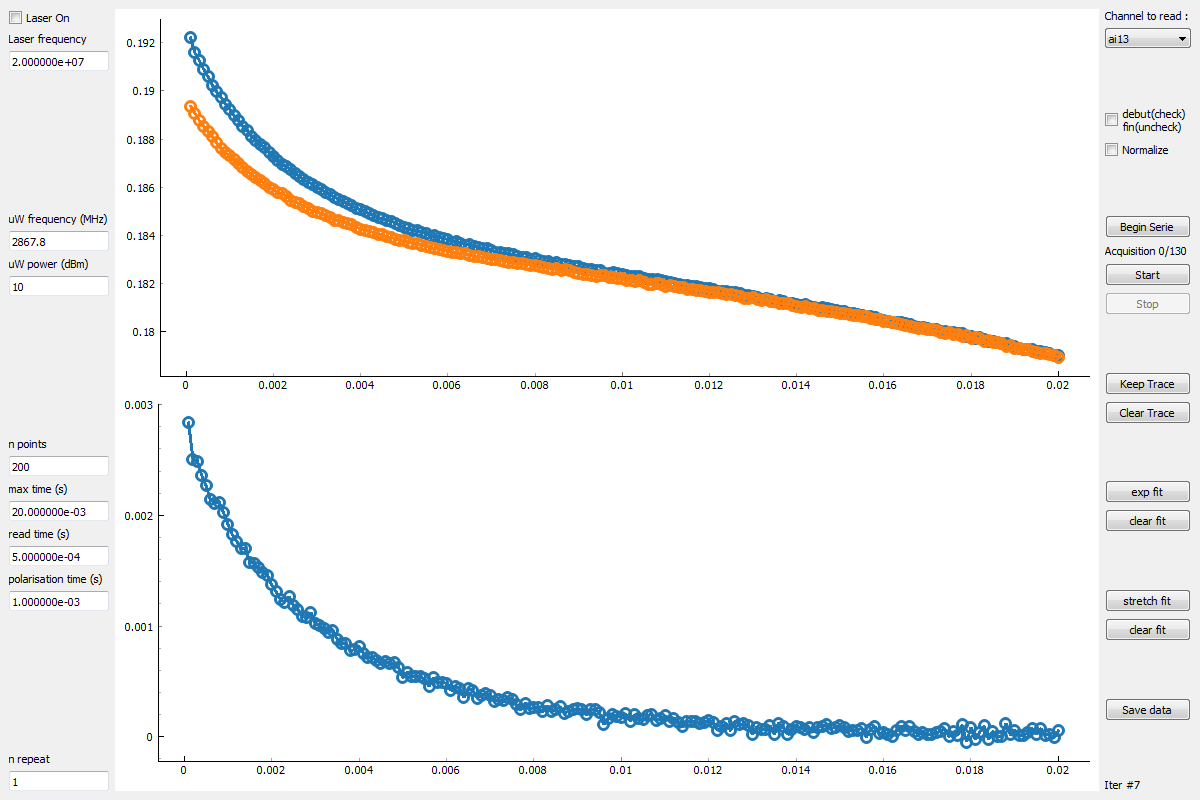 Laser On
Laser frequency
2.000000e+07
uW frequency (MHz)
2867.8
uW power (dBm)
10
n points
200
max time (s)
20.000000e-03
read time (s)
5.000000e-04
polarisation time (s)
1.000000e-03
n repeat
1
0.192
0.19
0.188
0.186
0.184
0.182
0.18
0 0.002 0.004 0.006 0.008 0.01 0.012 0.014 0.016 0.018 0.02
0.003
0.002
0.001
0
0 0.002 0.004 0.006 0.008 0.01 0.012 0.014 0.016 0.018 0.02
Channel to read :
ai13
debut(check)
fin(uncheck)
Normalize
Begin Serie
Acquisition 0/130
Start
Stop
Keep Trace
Clear Trace
exp fit
clear fit
stretch fit
clear fit
Save data
Iter #7